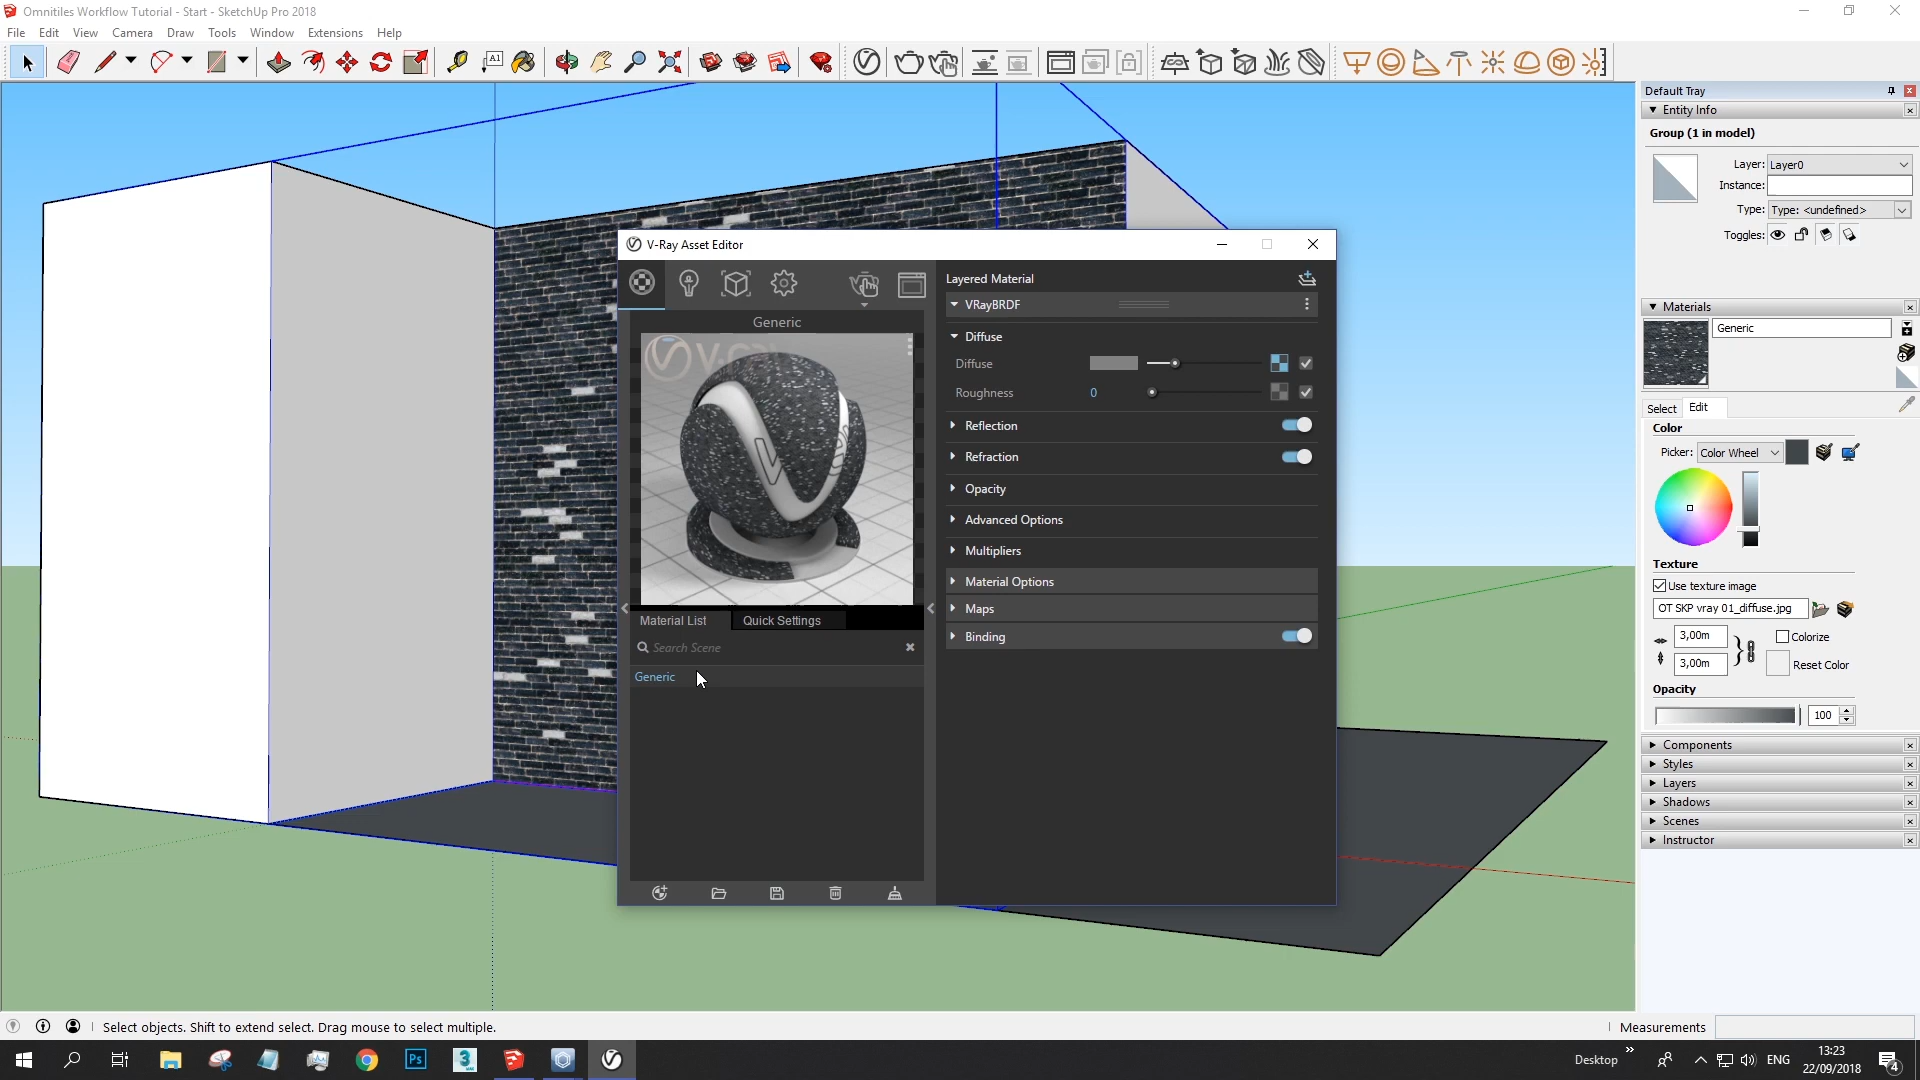 Omnitiles Workflow Tutorial - Start - SketchUp Pro 2018
File Edit View Camera Draw Tools Window Extensions Help
A1
Default Tray
Entity Info
Group (1 in model)
Layer: Layer0
Instance:
Type: Type: <undefined>
Toggles:
Materials
Generic
Select Edit
Color
Picker: Color Wheel
Texture
Use texture image
OT SKP vray 01_diffuse.jpg
3,00m
Colorize
3,00m
Reset Color
Opacity
100
Components
Styles
Layers
Shadows
Scenes
Instructor
V-Ray Asset Editor
Generic
Material List Quick Settings
Search Scene
Generic
Layered Material
VRayBRDF
Diffuse
Diffuse
Roughness 0
Reflection
Refraction
Opacity
Advanced Options
Multipliers
Material Options
Maps
Binding
Select objects. Shift to extend select. Drag mouse to select multiple.
Measurements
Ps
3
Desktop
ENG
13:23
22/09/2018
4